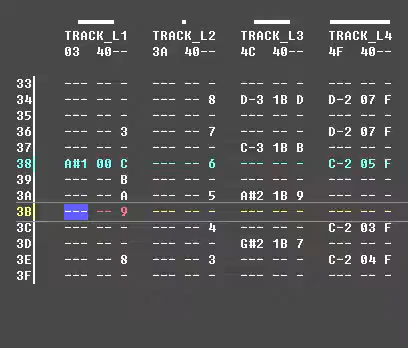 TRACK_L1 TRACK_L2 TRACK_L3 TRACK_L4
03 40-- 3A 40-- 4C 40-- 4F 40--
33 --- -- - --- -- - --- -- - --- -- -
34 --- -- - --- -- 8 D-3 1B D D-2 07 F
35 --- -- - --- -- - --- -- - --- -- -
36 --- -- 3 --- -- 7 --- -- - D-2 07 F
37 --- -- - --- -- - C-3 1B B --- -- -
38 A#1 00 C --- -- 6 --- -- - C-2 05 F
39 --- -- B --- -- - --- -- - --- -- -
3A --- -- A --- -- 5 A#2 1B 9 --- -- -
3B --- -- 9 --- -- - --- -- - --- -- -
3C --- -- - --- -- 4 --- -- - C-2 03 F
3D --- -- - --- -- - G#2 1B 7 --- -- -
3E --- -- 8 --- -- 3 --- -- - C-2 04 F
3F --- -- - --- -- - --- -- - --- -- -